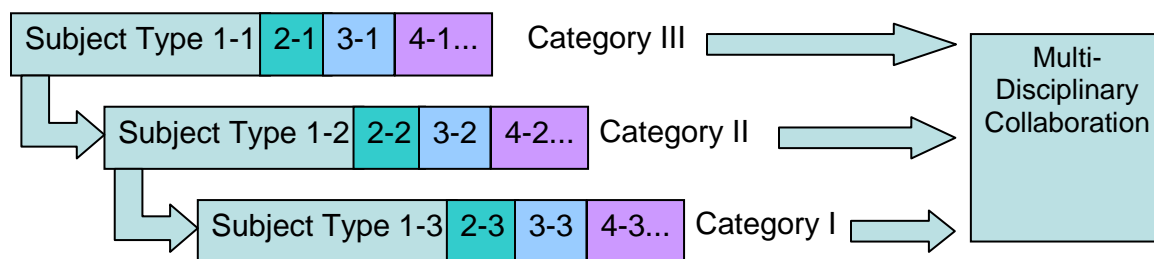 Subject Type 1-1 2-1 3-1 4-1... Category III
Multi-
Disciplinary
Collaboration
Subject Type 1-2 2-2 3-2 4-2... Category II
Subject Type 1-3 2-3 3-3 4-3... Category I